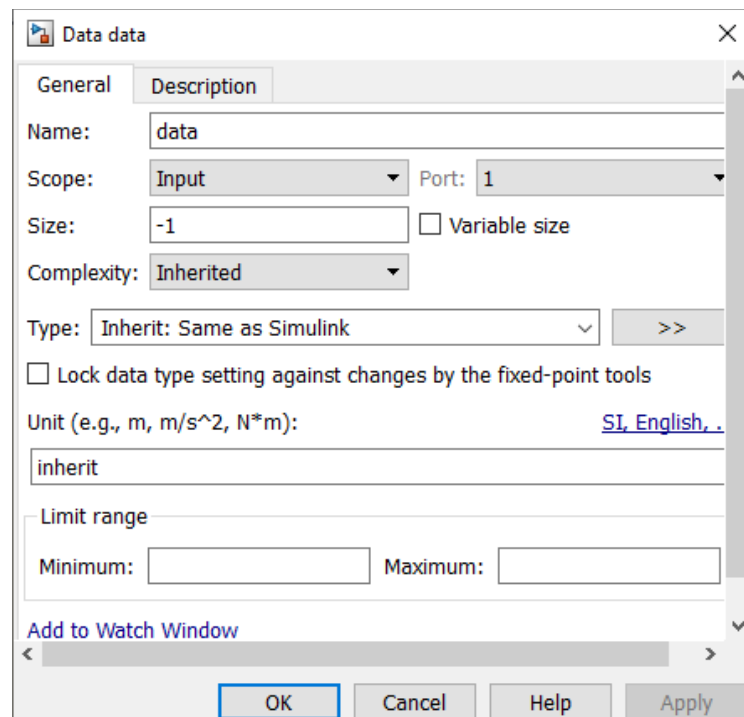 Data data
General Description
Name: data
Scope: Input Port: 1
Size: -1 Variable size
Complexity: Inherited
Type: Inherit: Same as Simulink >>
Lock data type setting against changes by the fixed-point tools
Unit (e.g., m, m/s^2, N*m): SI, English, .
inherit
Limit range
Minimum: Maximum:
Add to Watch Window
OK Cancel Help Apply